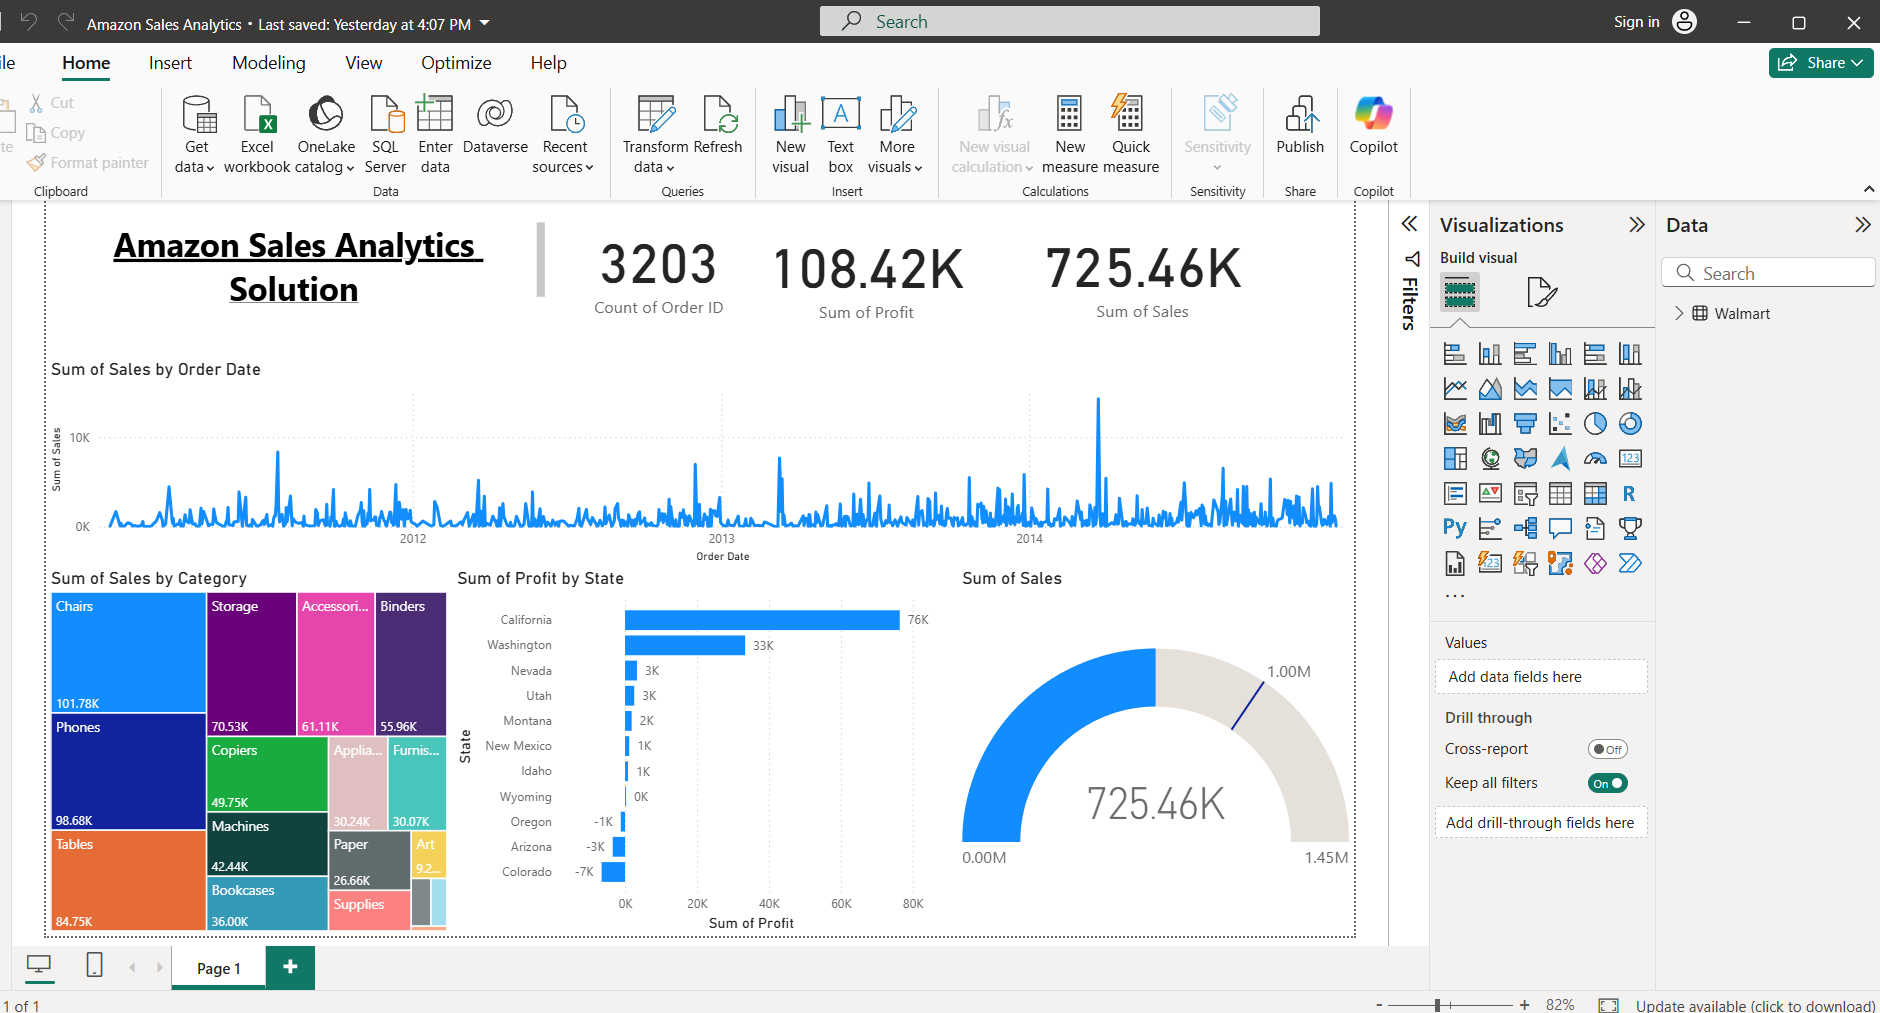 Amazon Sales Analytics • Last saved: Yesterday at 4:07 PM
Search
Sign in
Home
Insert
Modeling
View
Optimize
Help
Share
Cut
Copy
Format painter
Clipboard
Get data
Excel workbook
OneLake catalog
SQL Server
Enter data
Dataverse
Recent sources
Data
Transform data
Refresh
Queries
New visual
Text box
More visuals
Insert
New visual calculation
New measure
Quick measure
Calculations
Sensitivity
Sensitivity
Publish
Share
Copilot
Copilot
Amazon Sales Analytics
Solution
3203
Count of Order ID
108.42K
Sum of Profit
725.46K
Sum of Sales
Sum of Sales by Order Date
Sum of Sales
10K
0K
2012
2013
2014
Order Date
Sum of Sales by Category
Chairs
101.78K
Phones
98.68K
Tables
84.75K
Storage
70.53K
Accessori...
61.11K
Binders
55.96K
Copiers
49.75K
Machines
42.44K
Bookcases
36.00K
Applia...
30.24K
Furnis...
30.07K
Paper
26.66K
Art
9.2...
Supplies
Sum of Profit by State
State
California 76K
Washington 33K
Nevada 3K
Utah 3K
Montana 2K
New Mexico 1K
Idaho 1K
Wyoming 0K
Oregon -1K
Arizona -3K
Colorado -7K
0K 20K 40K 60K 80K
Sum of Profit
Sum of Sales
1.00M
725.46K
0.00M
1.45M
Filters
Visualizations
Build visual
123
R
Py
123
...
Values
Add data fields here
Drill through
Cross-report
Off
Keep all filters
On
Add drill-through fields here
Data
Search
Walmart
Page 1
1 of 1
- + 82%
Update available (click to download)